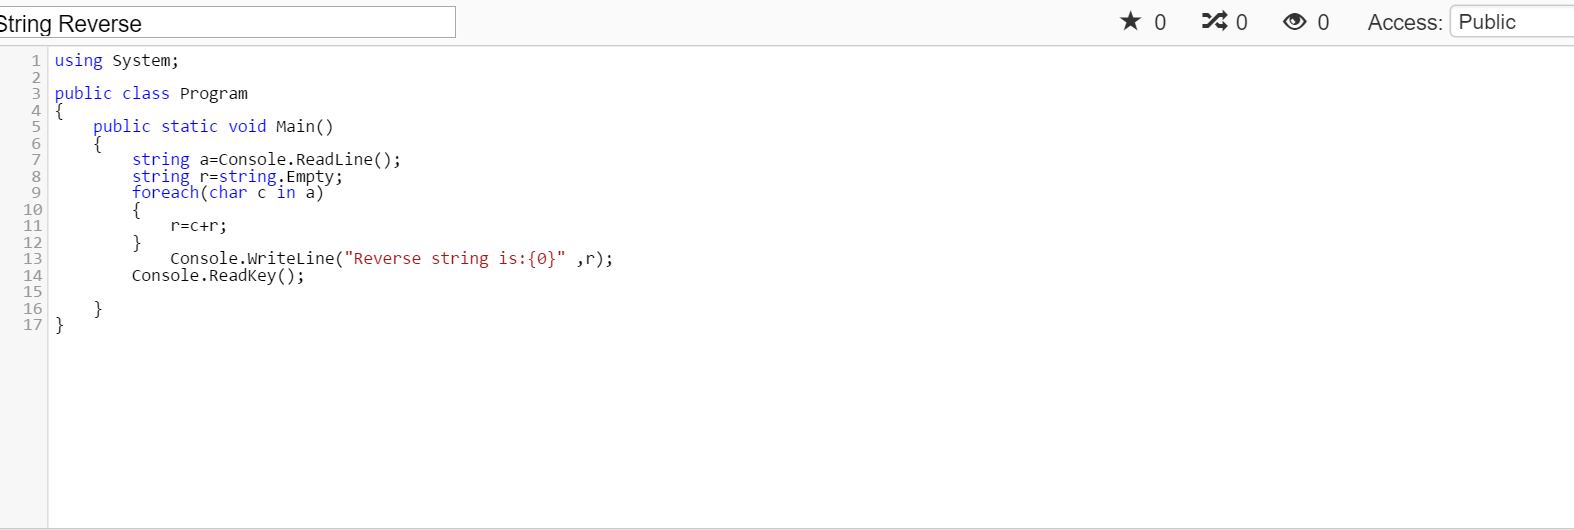 String Reverse
0 0 0 Access: Public
1 using System;
2
3 public class Program
4 {
5 public static void Main()
6 {
7 string a=Console.ReadLine();
8 string r=string.Empty;
9 foreach(char c in a)
10 {
11 r=c+r;
12 }
13 Console.WriteLine("Reverse string is:{0}" ,r);
14 Console.ReadKey();
15
16 }
17 }